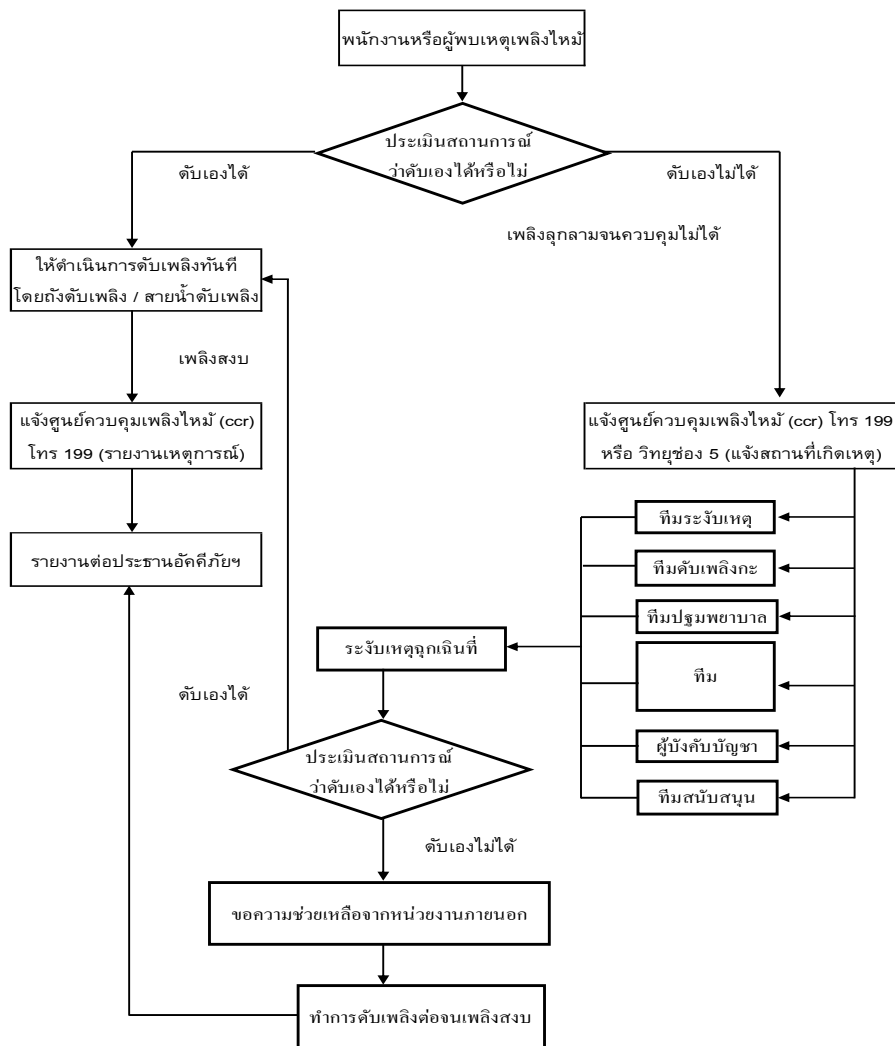 พนักงานหรือผู้พบเหตุเพลิงไหม้
ประเมินสถานการณ์
ว่าดับเองได้หรือไม่
ดับเองได้
ดับเองไม่ได้
เพลิงลุกลามจนควบคุมไม่ได้
ให้ดำเนินการดับเพลิงทันที
โดยถังดับเพลิง / สายน้ำดับเพลิง
เพลิงสงบ
แจ้งศูนย์ควบคุมเพลิงไหม้ (ccr)
โทร 199 (รายงานเหตุการณ์)
แจ้งศูนย์ควบคุมเพลิงไหม้ (ccr) โทร 199
หรือ วิทยุช่อง 5 (แจ้งสถานที่เกิดเหตุ)
รายงานต่อประธานอัคคีภัยฯ
ทีมระงับเหตุ
ทีมดับเพลิงกะ
ทีมปฐมพยาบาล
ทีม
ผู้บังคับบัญชา
ทีมสนับสนุน
ระงับเหตุฉุกเฉินที่
ดับเองได้
ประเมินสถานการณ์
ว่าดับเองได้หรือไม่
ดับเองไม่ได้
ขอความช่วยเหลือจากหน่วยงานภายนอก
ทำการดับเพลิงต่อจนเพลิงสงบ